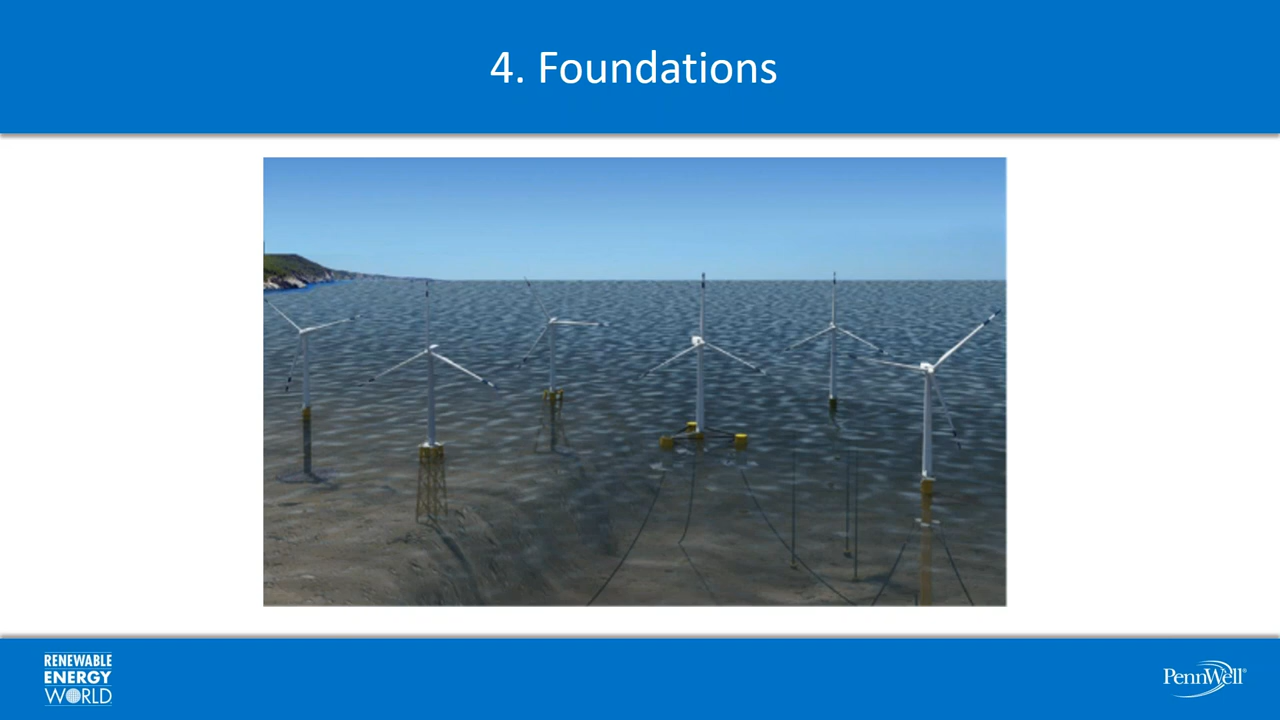 4. Foundations
RENEWABLE
ENERGY
WORLD
PennWell®